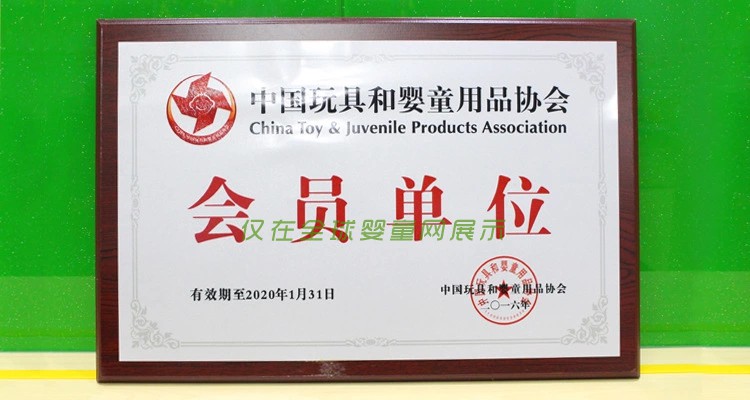 中国玩具和婴童用品协会
China Toy & Juvenile Products Association
会员单位
仅在全球婴童网展示
有效期至2020年1月31日
中国玩具和婴童用品协会
二〇一六年